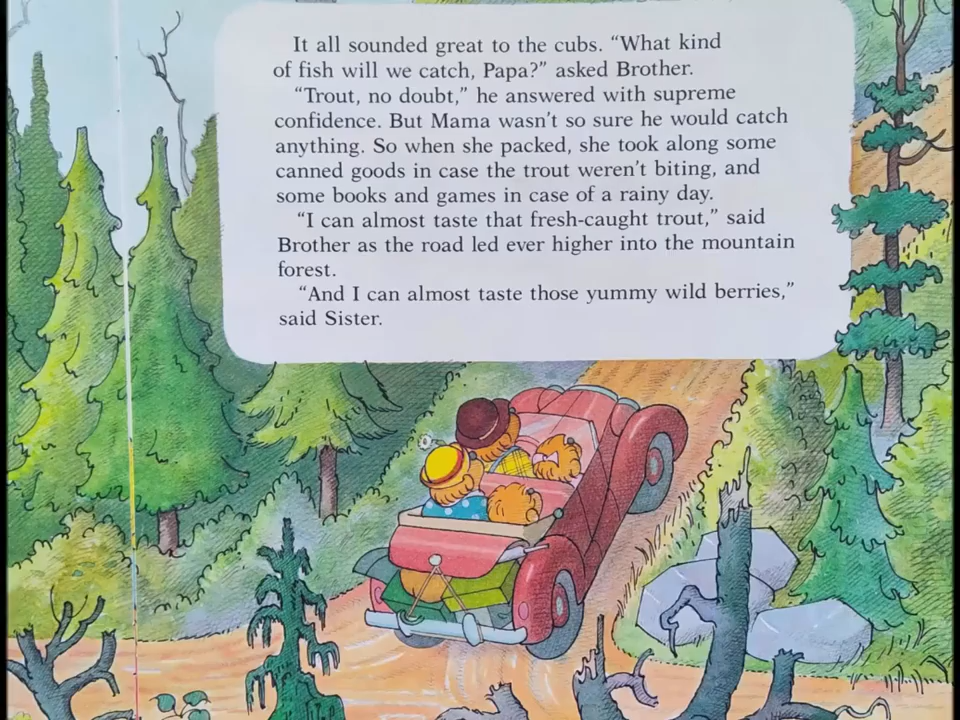 It all sounded great to the cubs. “What kind
of fish will we catch, Papa?” asked Brother.
“Trout, no doubt,” he answered with supreme
confidence. But Mama wasn't so sure he would catch
anything. So when she packed, she took along some
canned goods in case the trout weren't biting, and
some books and games in case of a rainy day.
“I can almost taste that fresh-caught trout,” said
Brother as the road led ever higher into the mountain
forest.
“And I can almost taste those yummy wild berries,”
said Sister.